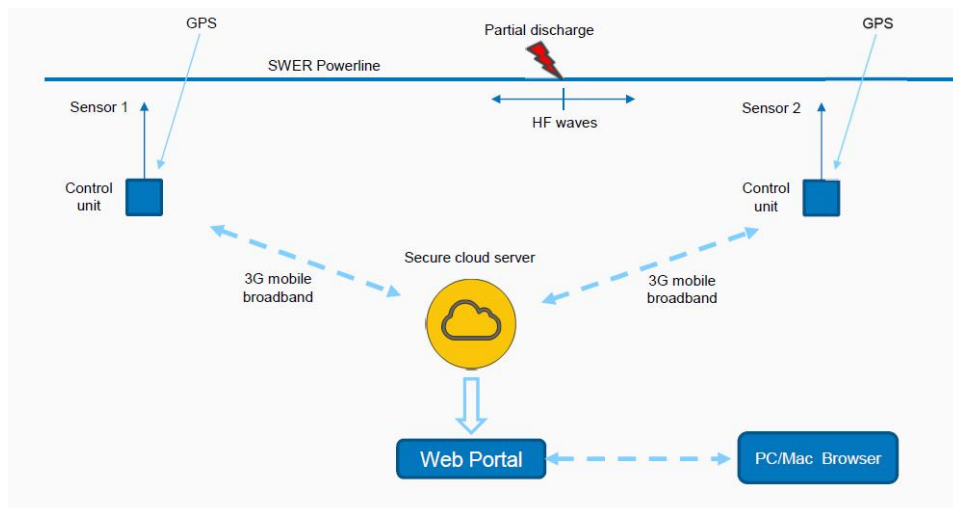 GPS
Partial discharge
GPS
SWER Powerline
Sensor 1
HF waves
Sensor 2
Control
unit
Control
unit
Secure cloud server
3G mobile
broadband
3G mobile
broadband
Web Portal
PC/Mac Browser